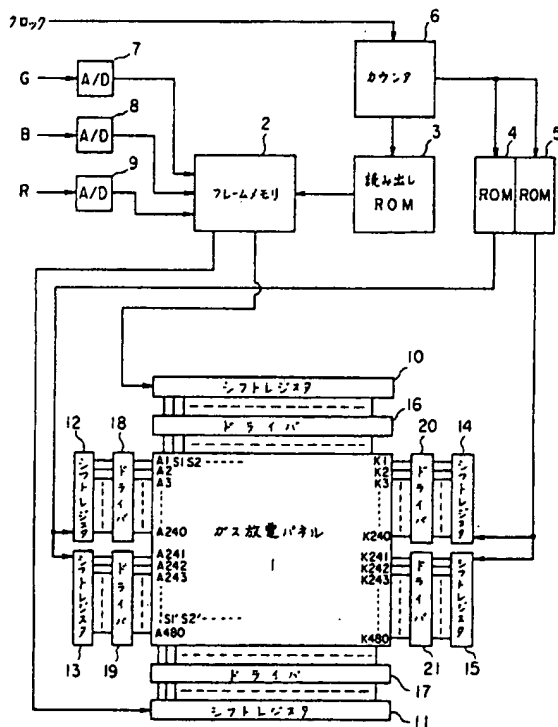 クロック
6
カウンタ
G
7
A/D
B
8
A/D
R
9
A/D
2
フレームメモリ
3
読み出し
ROM
4
ROM
5
ROM
10
シフトレジスタ
16
ドライバ
12
シフトレジスタ
18
ドライバ
A1 S1 S2
A2
A3
A240
A241
A242
A243
S1' S2'
A480
ガス放電パネル
1
K1
K2
K3
K240
K241
K242
K243
K480
20
ドライバ
14
シフトレジスタ
シフトレジスタ
13
ドライバ
19
ドライバ
21
シフトレジスタ
15
ドライバ
17
シフトレジスタ
11